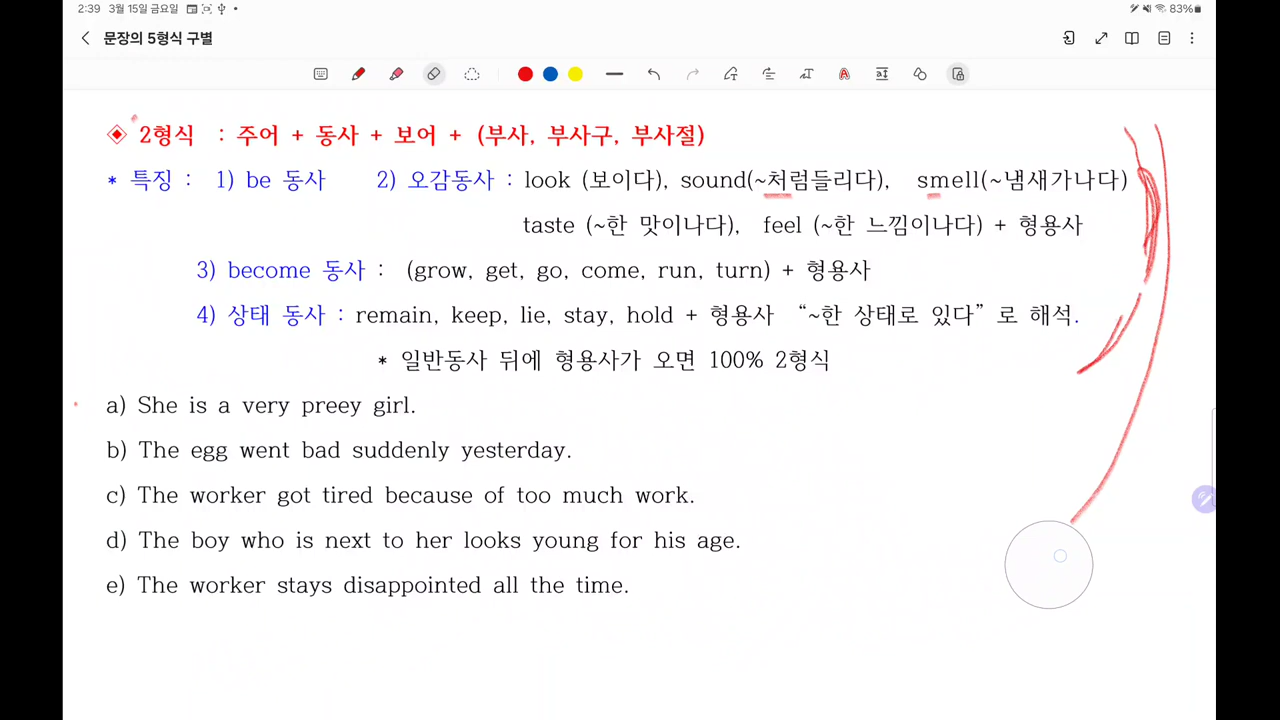 2:39 3월 15일 금요일 83%
문장의 5형식 구별
◈ 2형식 : 주어 + 동사 + 보어 + (부사, 부사구, 부사절)
* 특징 : 1) be 동사 2) 오감동사 : look (보이다), sound(~처럼들리다), smell(~냄새가나다)
taste (~한 맛이나다), feel (~한 느낌이나다) + 형용사
3) become 동사 : (grow, get, go, come, run, turn) + 형용사
4) 상태 동사 : remain, keep, lie, stay, hold + 형용사 “~한 상태로 있다”로 해석.
* 일반동사 뒤에 형용사가 오면 100% 2형식
a) She is a very preey girl.
b) The egg went bad suddenly yesterday.
c) The worker got tired because of too much work.
d) The boy who is next to her looks young for his age.
e) The worker stays disappointed all the time.